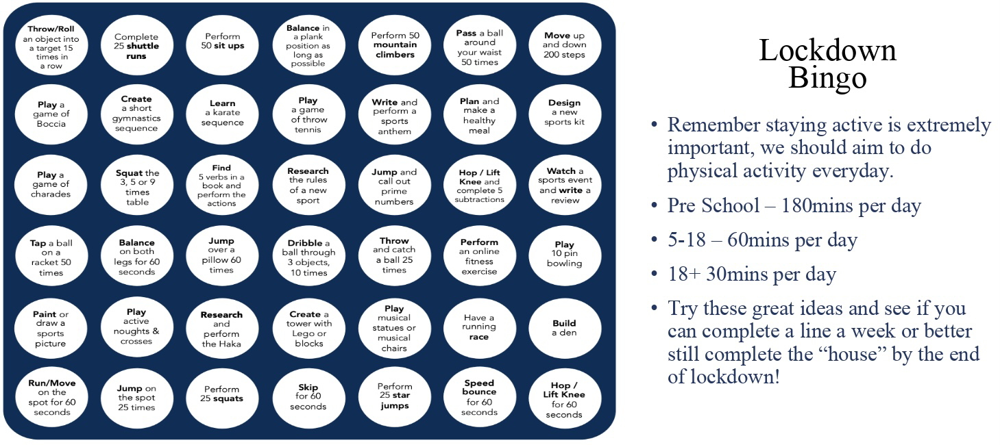 Throw/Roll
an object into
a target 15
times in
a row
Complete
25 shuttle
runs
Perform
50 sit ups
Balance in
a plank
position as
long as
possible
Perform 50
mountain
climbers
Pass a ball
around
your waist
50 times
Move up
and down
200 steps
Play a
game of
Boccia
Create
a short
gymnastics
sequence
Learn
a karate
sequence
Play
a game
of throw
tennis
Write and
perform a
sports
anthem
Plan and
make a
healthy
meal
Design
a new
sports kit
Play a
game of
charades
Squat the
3, 5 or 9
times
table
Find
5 verbs in a
book and
perform the
actions
Research
the rules
of a new
sport
Jump and
call out
prime
numbers
Hop / Lift
Knee and
complete 5
subtractions
Watch a
sports event
and write a
review
Tap a ball
on a
racket 50
times
Balance
on both
legs for 60
seconds
Jump
over a
pillow 60
times
Dribble a
ball through
3 objects,
10 times
Throw
and catch
a ball 25
times
Perform
an online
fitness
exercise
Play
10 pin
bowling
Paint or
draw a
sports
picture
Play
active
noughts &
crosses
Research
and
perform
the Haka
Create a
tower with
Lego or
blocks
Play
musical
statues or
musical
chairs
Have a
running
race
Build
a den
Run/Move
on the
spot for 60
seconds
Jump on
the spot
25 times
Perform
25 squats
Skip
for 60
seconds
Perform
25 star
jumps
Speed
bounce
for 60
seconds
Hop /
Lift Knee
for 60
seconds
Lockdown
Bingo
• Remember staying active is extremely
important, we should aim to do
physical activity everyday.
• Pre School – 180mins per day
• 5-18 – 60mins per day
• 18+ 30mins per day
• Try these great ideas and see if you
can complete a line a week or better
still complete the “house” by the end
of lockdown!